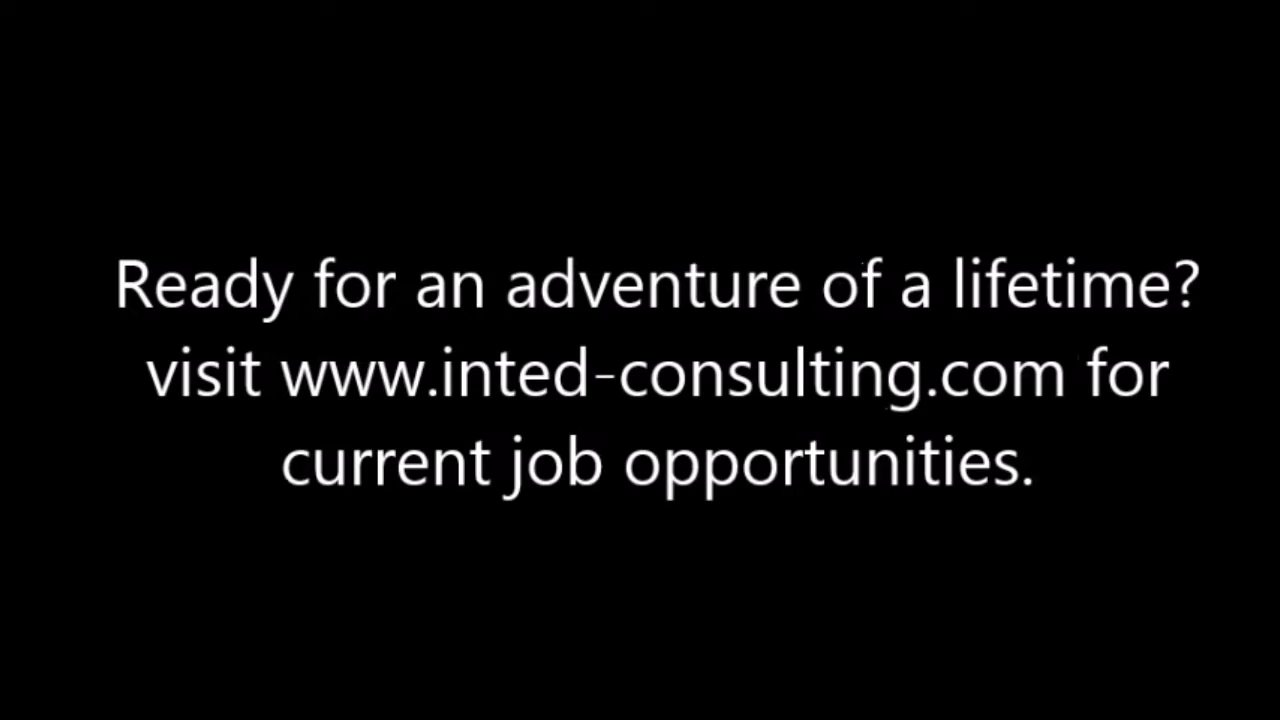 Ready for an adventure of a lifetime?
visit www.inted-consulting.com for
current job opportunities.